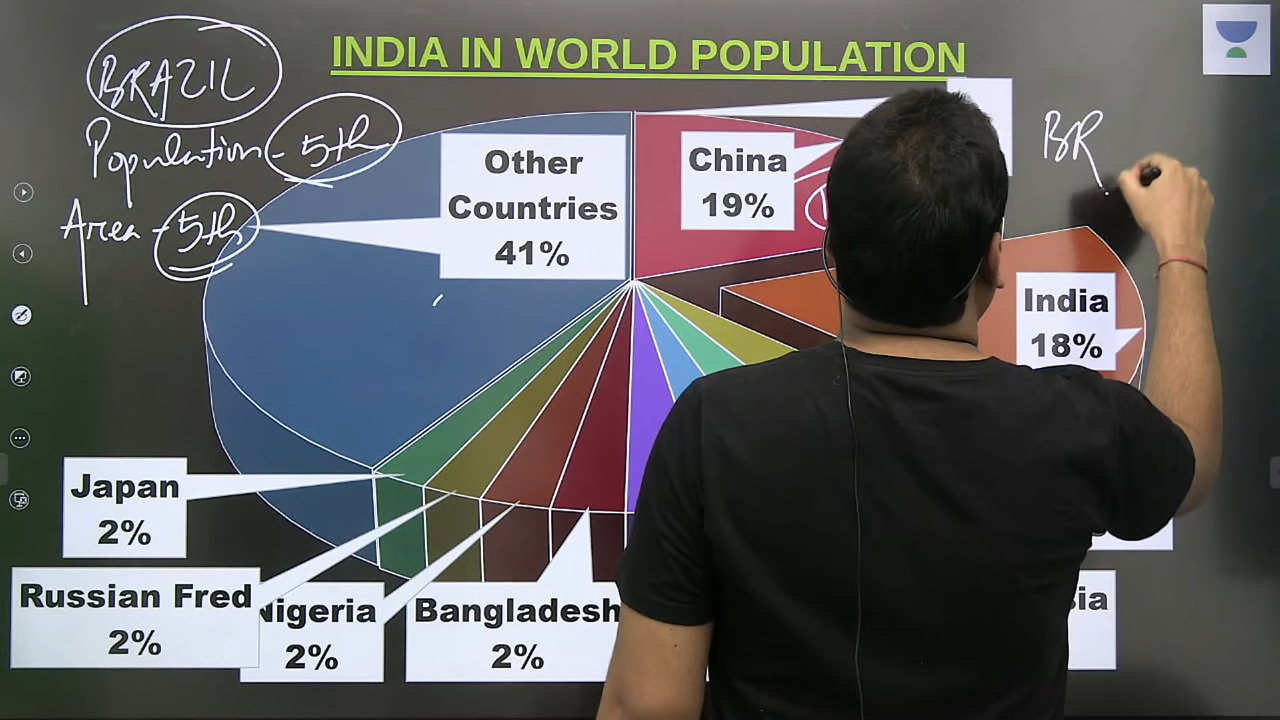 INDIA IN WORLD POPULATION
BRAZIL
Population - 5th
Area - 5th
BR
Other
Countries
41%
China
19%
India
18%
Japan
2%
Russian Fred
2%
Nigeria
2%
Bangladesh
2%